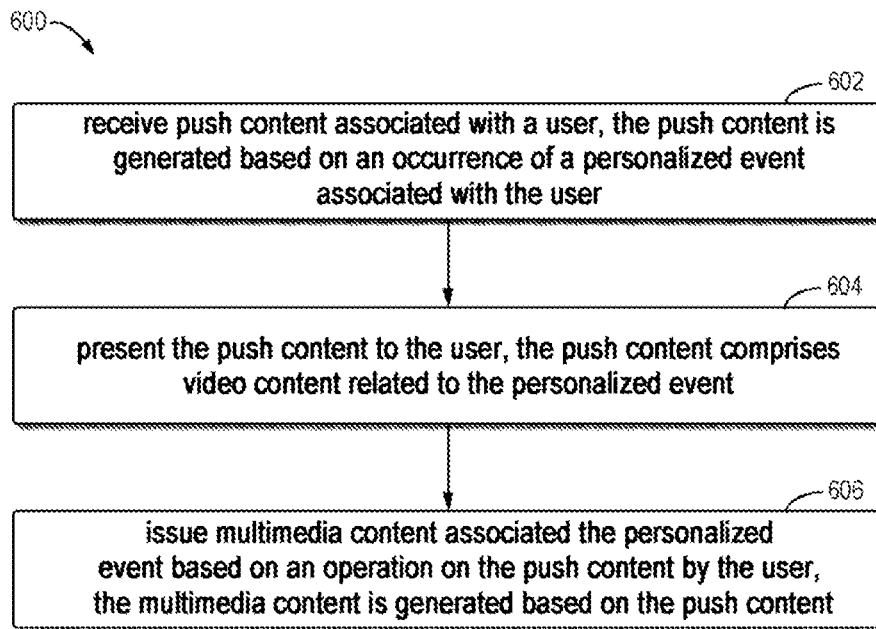 600
602
receive push content associated with a user, the push content is
generated based on an occurrence of a personalized event
associated with the user
604
present the push content to the user, the push content comprises
video content related to the personalized event
606
issue multimedia content associated the personalized
event based on an operation on the push content by the user,
the multimedia content is generated based on the push content